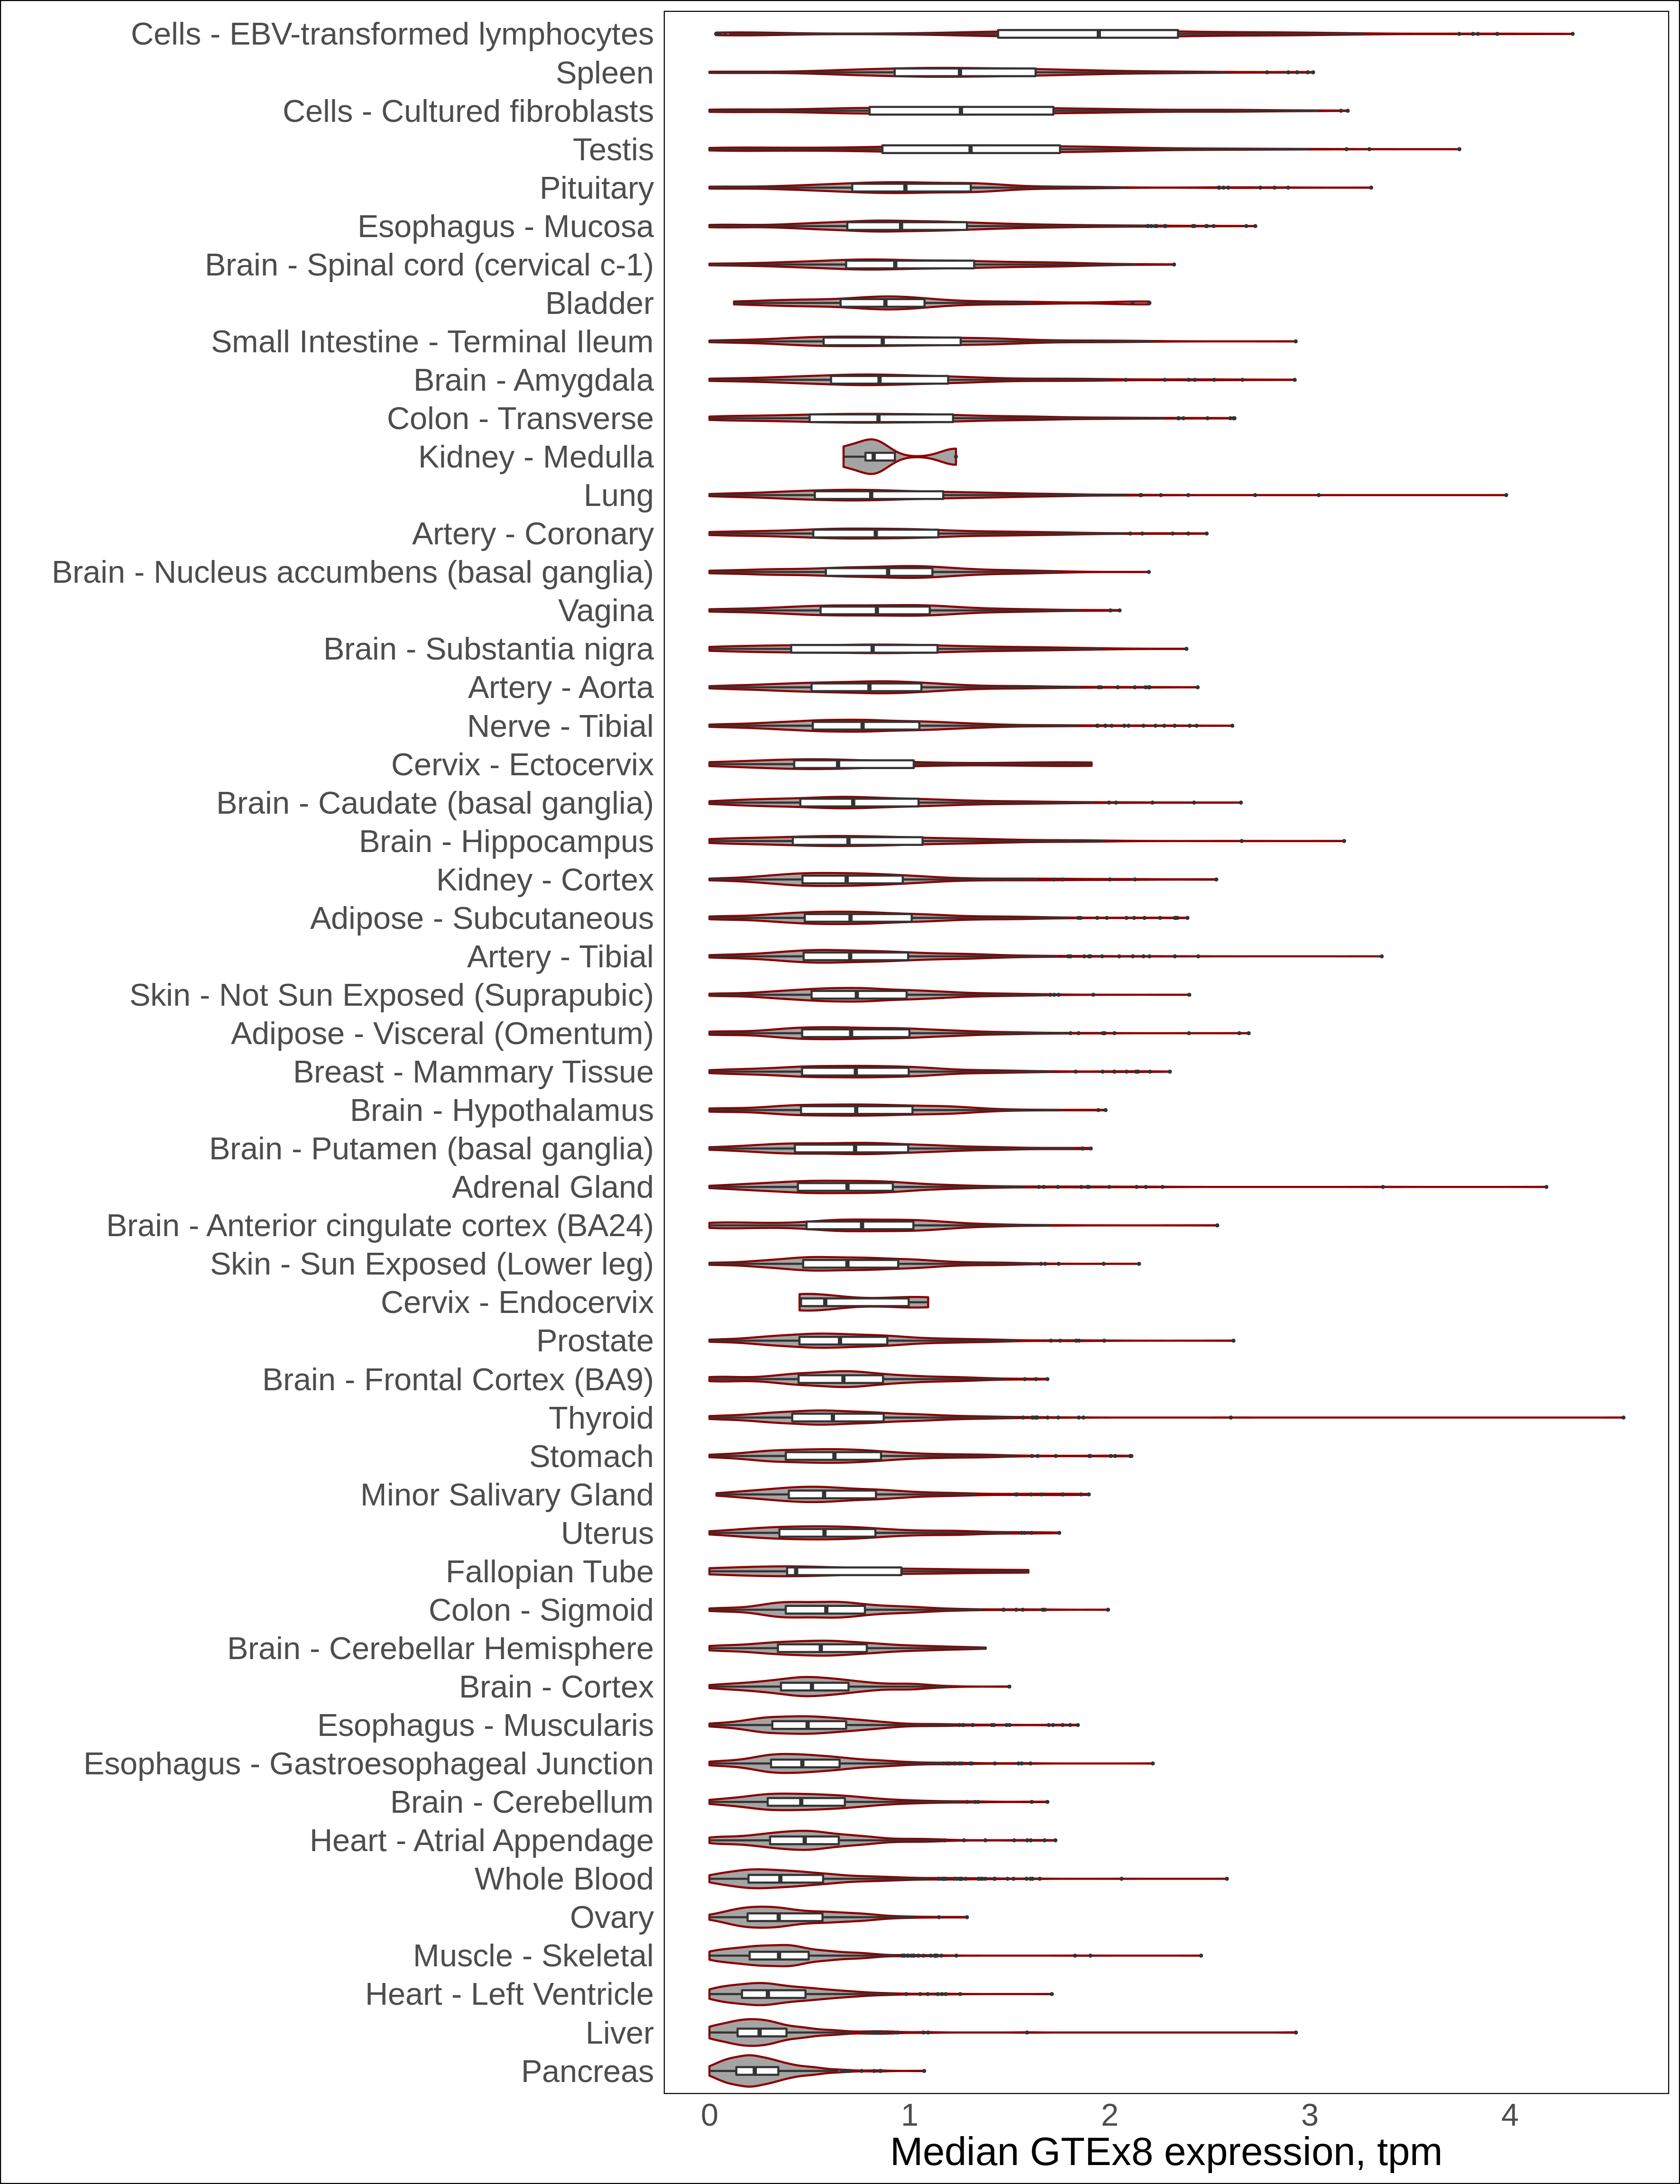 Cells - EBV-transformed lymphocytes
Spleen
Cells - Cultured fibroblasts
Testis
Pituitary
Esophagus - Mucosa
Brain - Spinal cord (cervical c-1)
Bladder
Small Intestine - Terminal Ileum
Brain - Amygdala
Colon - Transverse
Kidney - Medulla
Lung
Artery - Coronary
Brain - Nucleus accumbens (basal ganglia)
Vagina
Brain - Substantia nigra
Artery - Aorta
Nerve - Tibial
Cervix - Ectocervix
Brain - Caudate (basal ganglia)
Brain - Hippocampus
Kidney - Cortex
Adipose - Subcutaneous
Artery - Tibial
Skin - Not Sun Exposed (Suprapubic)
Adipose - Visceral (Omentum)
Breast - Mammary Tissue
Brain - Hypothalamus
Brain - Putamen (basal ganglia)
Adrenal Gland
Brain - Anterior cingulate cortex (BA24)
Skin - Sun Exposed (Lower leg)
Cervix - Endocervix
Prostate
Brain - Frontal Cortex (BA9)
Thyroid
Stomach
Minor Salivary Gland
Uterus
Fallopian Tube
Colon - Sigmoid
Brain - Cerebellar Hemisphere
Brain - Cortex
Esophagus - Muscularis
Esophagus - Gastroesophageal Junction
Brain - Cerebellum
Heart - Atrial Appendage
Whole Blood
Ovary
Muscle - Skeletal
Heart - Left Ventricle
Liver
Pancreas
0 1 2 3 4
Median GTEx8 expression, tpm